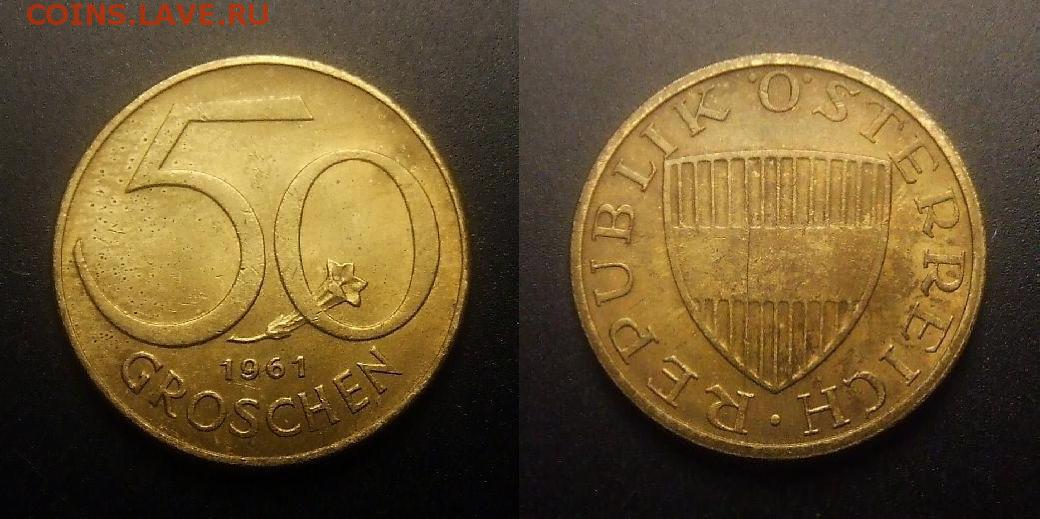 COINS.LAVE.RU
50
1961
GROSCHEN
REPUBLIK ÖSTERREICH ·